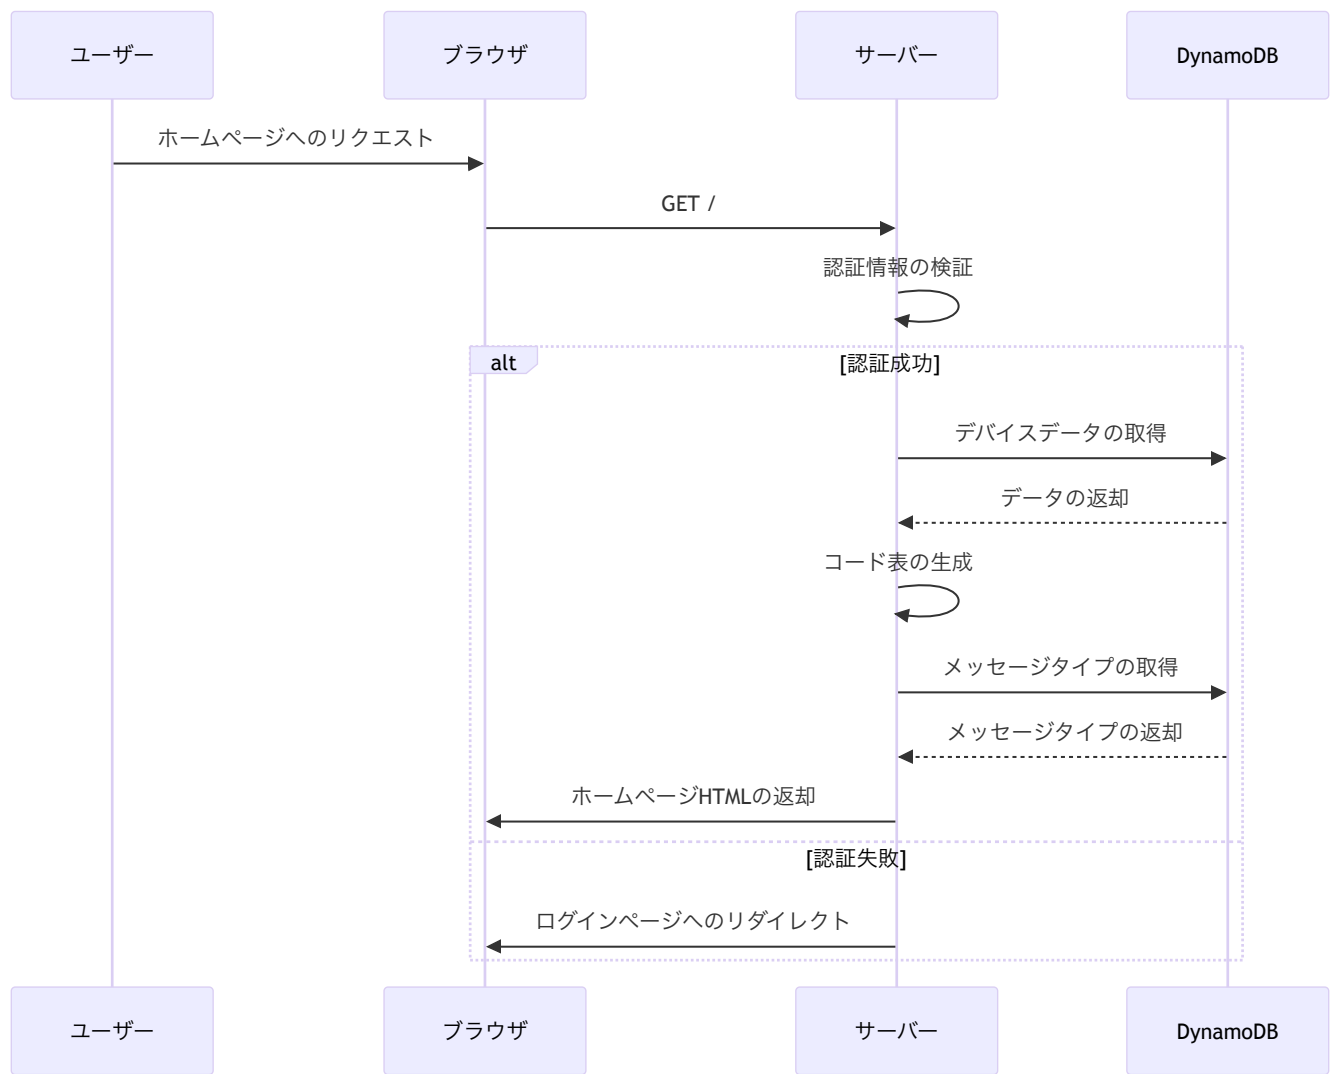 ユーザー
ブラウザ
サーバー
DynamoDB
ホームページへのリクエスト
GET /
認証情報の検証
alt
[認証成功]
デバイスデータの取得
データの返却
コード表の生成
メッセージタイプの取得
メッセージタイプの返却
ホームページHTMLの返却
[認証失敗]
ログインページへのリダイレクト
ユーザー
ブラウザ
サーバー
DynamoDB